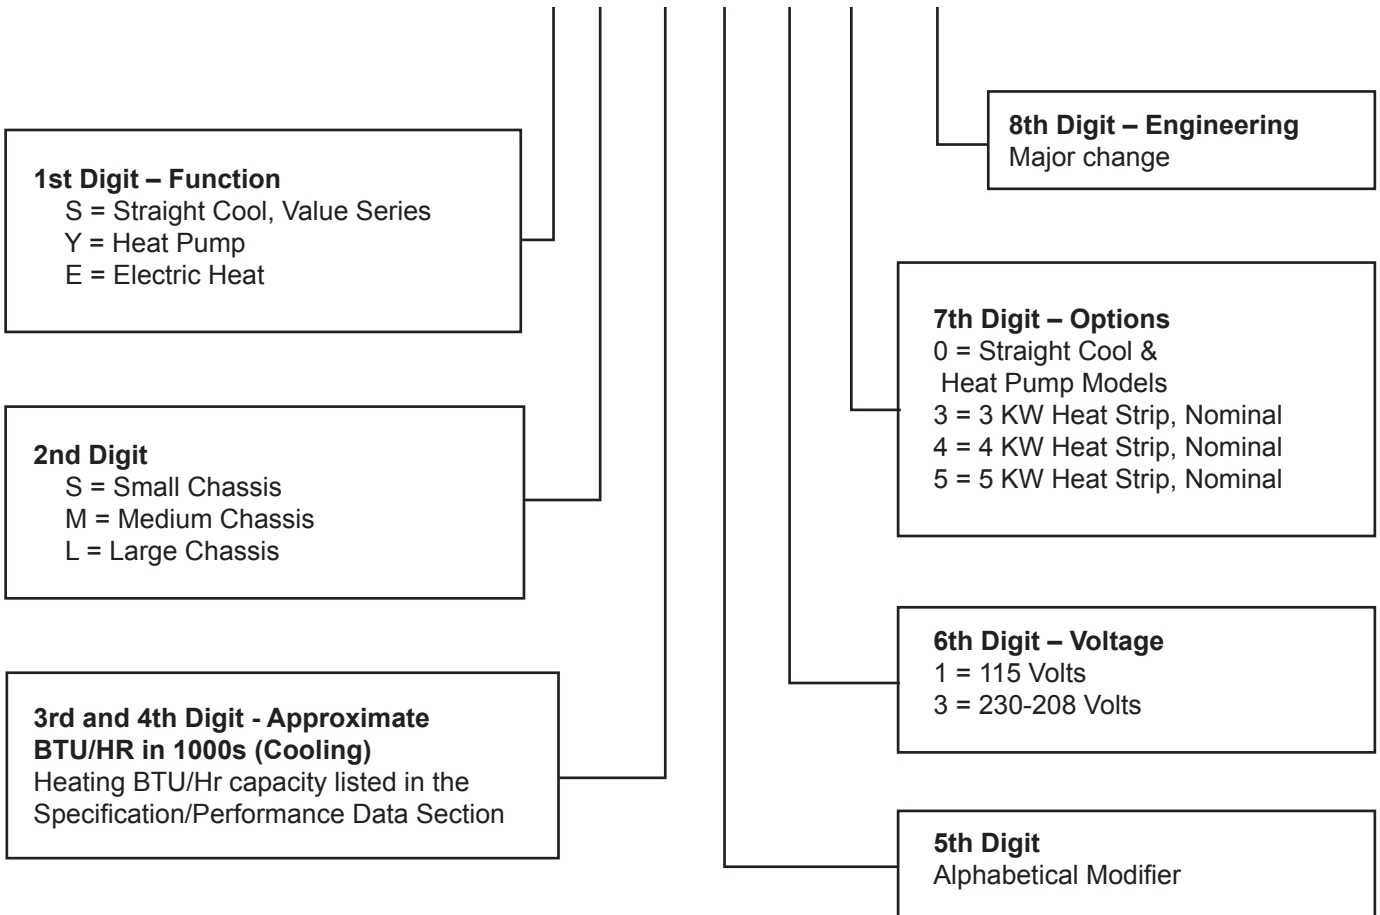 1st Digit – Function
S = Straight Cool, Value Series
Y = Heat Pump
E = Electric Heat
2nd Digit
S = Small Chassis
M = Medium Chassis
L = Large Chassis
3rd and 4th Digit - Approximate
BTU/HR in 1000s (Cooling)
Heating BTU/Hr capacity listed in the
Specification/Performance Data Section
8th Digit – Engineering
Major change
7th Digit – Options
0 = Straight Cool &
Heat Pump Models
3 = 3 KW Heat Strip, Nominal
4 = 4 KW Heat Strip, Nominal
5 = 5 KW Heat Strip, Nominal
6th Digit – Voltage
1 = 115 Volts
3 = 230-208 Volts
5th Digit
Alphabetical Modifier